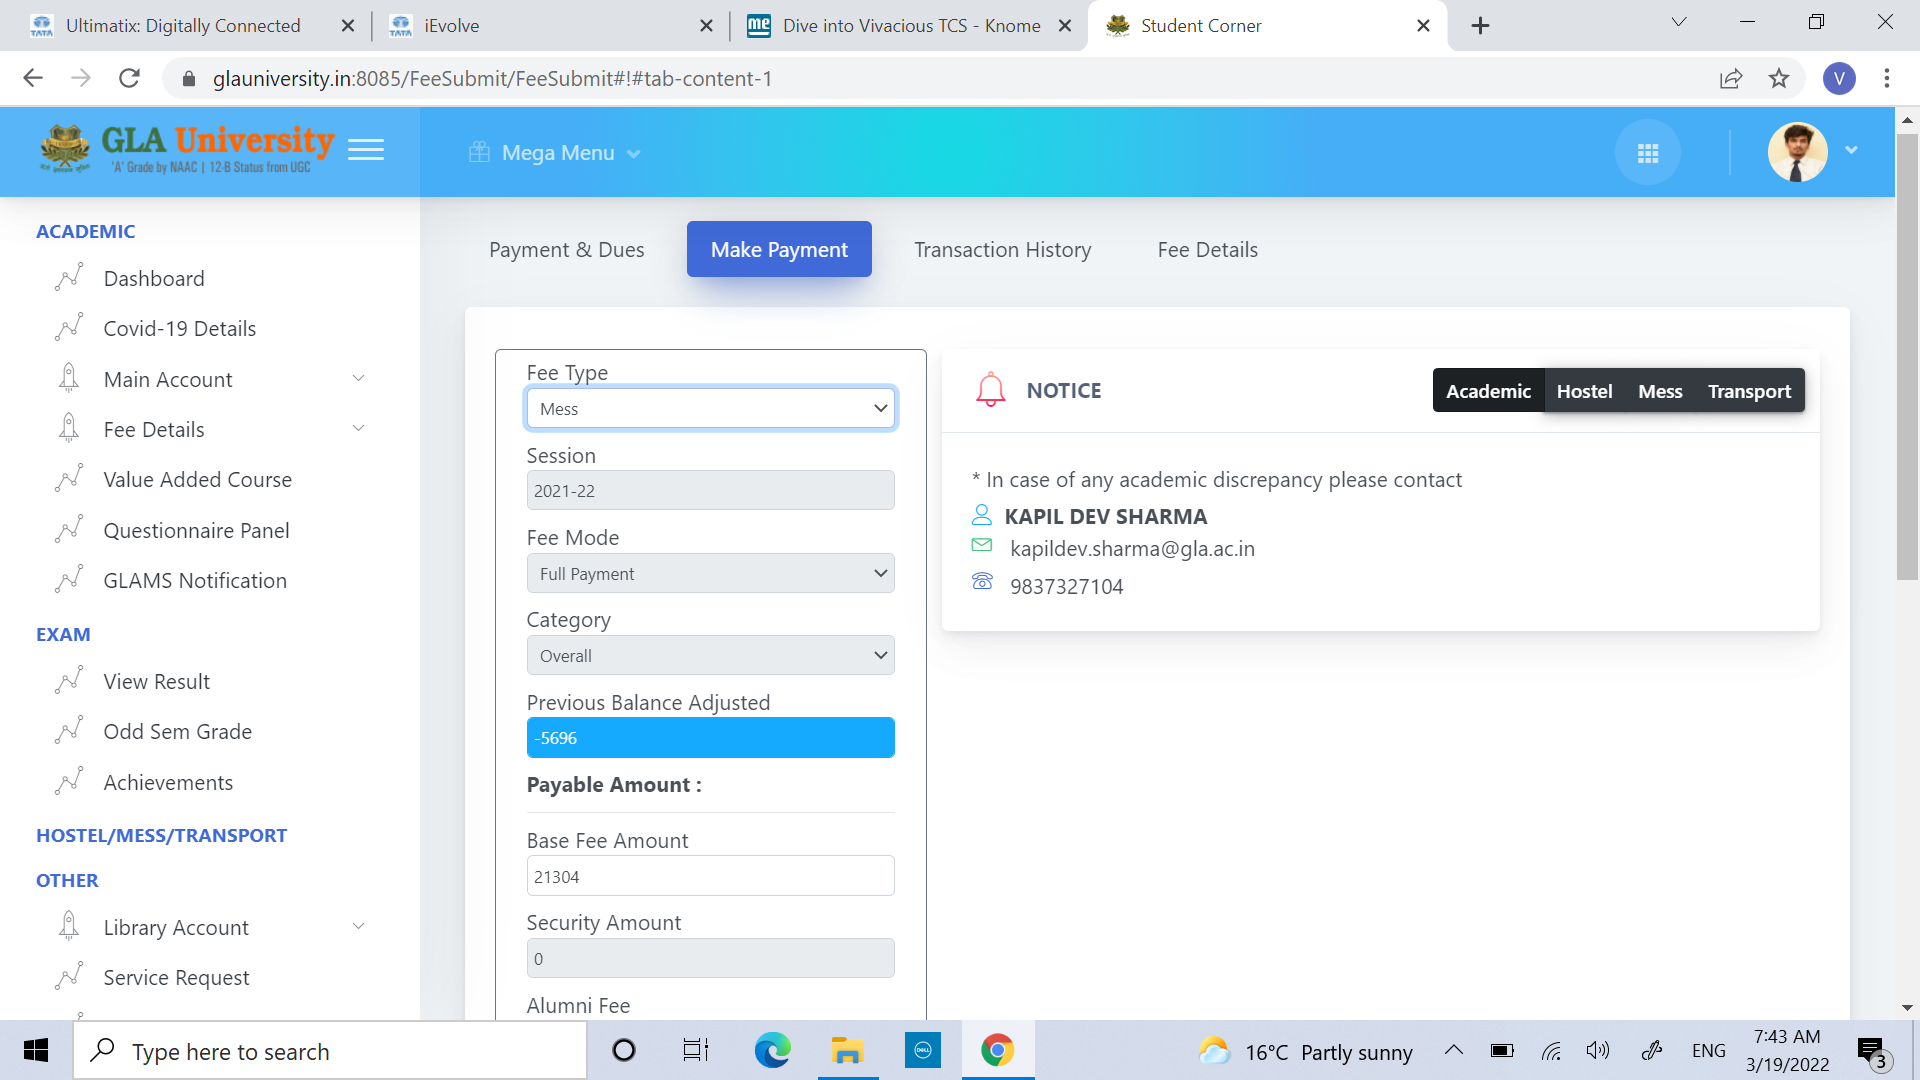 Ultimatix: Digitally Connected
iEvolve
me
Dive into Vivacious TCS - Knome
Student Corner
glauniversity.in:8085/FeeSubmit/FeeSubmit#!#tab-content-1
V
GLA University
'A' Grade by NAAC | 12-B Status from UGC
Mega Menu
ACADEMIC
Dashboard
Covid-19 Details
Main Account
Fee Details
Value Added Course
Questionnaire Panel
GLAMS Notification
EXAM
View Result
Odd Sem Grade
Achievements
HOSTEL/MESS/TRANSPORT
OTHER
Library Account
Service Request
Payment & Dues
Make Payment
Transaction History
Fee Details
Fee Type
Mess
Session
2021-22
Fee Mode
Full Payment
Category
Overall
Previous Balance Adjusted
-5696
Payable Amount :
Base Fee Amount
21304
Security Amount
0
Alumni Fee
NOTICE
Academic Hostel Mess Transport
* In case of any academic discrepancy please contact
KAPIL DEV SHARMA
kapildev.sharma@gla.ac.in
9837327104
Type here to search
DELL
16°C Partly sunny
ENG
7:43 AM
3/19/2022
3